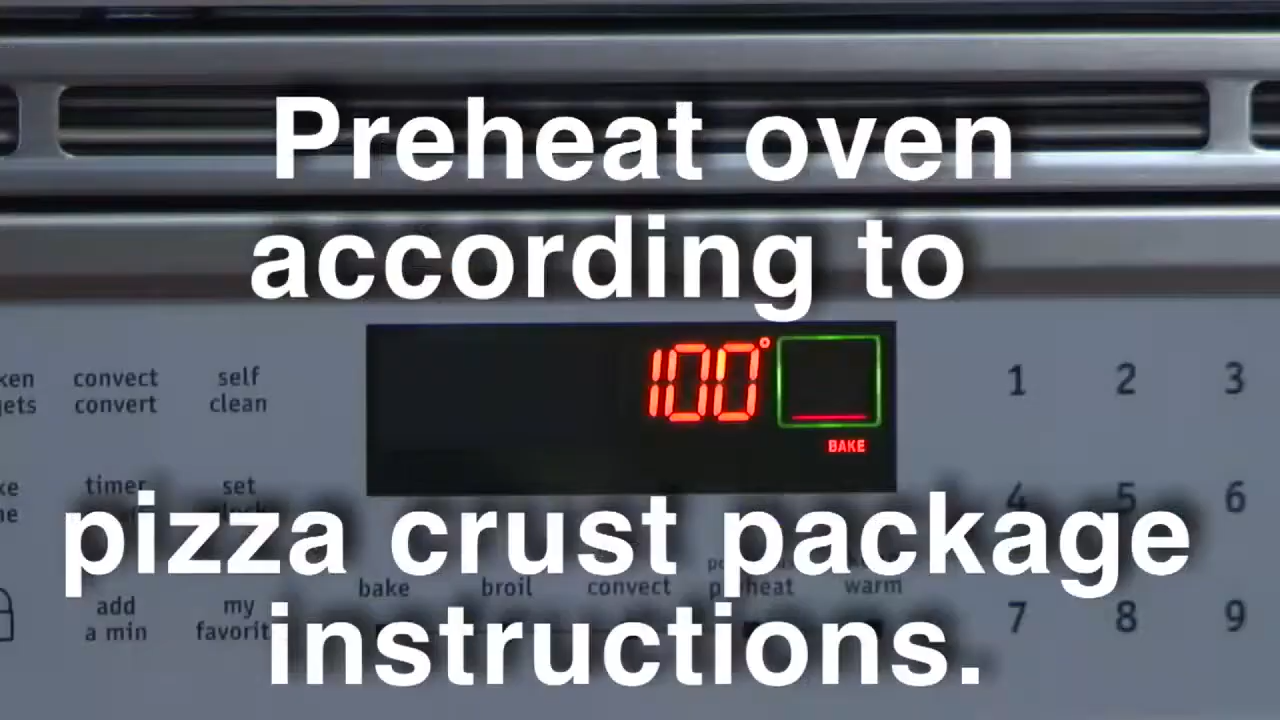 Preheat oven
according to
100°
BAKE
convect
convert
self
clean
1 2 3
timer
set
4 5 6
pizza crust package
bake broil convect warm
add
a min
my
7 8 9
instructions.